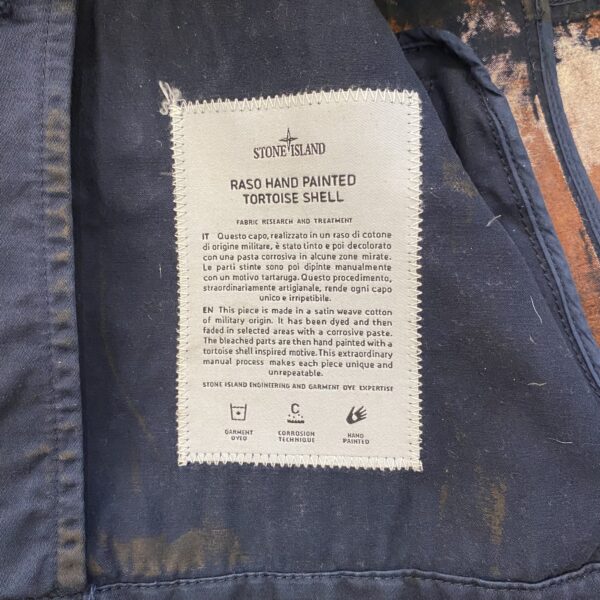 STONE ISLAND
RASO HAND PAINTED
TORTOISE SHELL
FABRIC RESEARCH AND TREATMENT
IT Questo capo, realizzato in un raso di cotone
di origine militare, è stato tinto e poi decolorato
con una pasta corrosiva in alcune zone mirate.
Le parti stinte sono poi dipinte manualmente
con un motivo tartaruga. Questo procedimento,
straordinariamente artigianale, rende ogni capo
unico e irripetibile.
EN This piece is made in a satin weave cotton
of military origin. It has been dyed and then
faded in selected areas with a corrosive paste.
The bleached parts are then hand painted with a
tortoise shell inspired motive. This extraordinary
manual process makes each piece unique and
unrepeatable.
STONE ISLAND ENGINEERING AND GARMENT DYE EXPERTISE
C
GARMENT DYED
CORROSION TECHNIQUE
HAND PAINTED